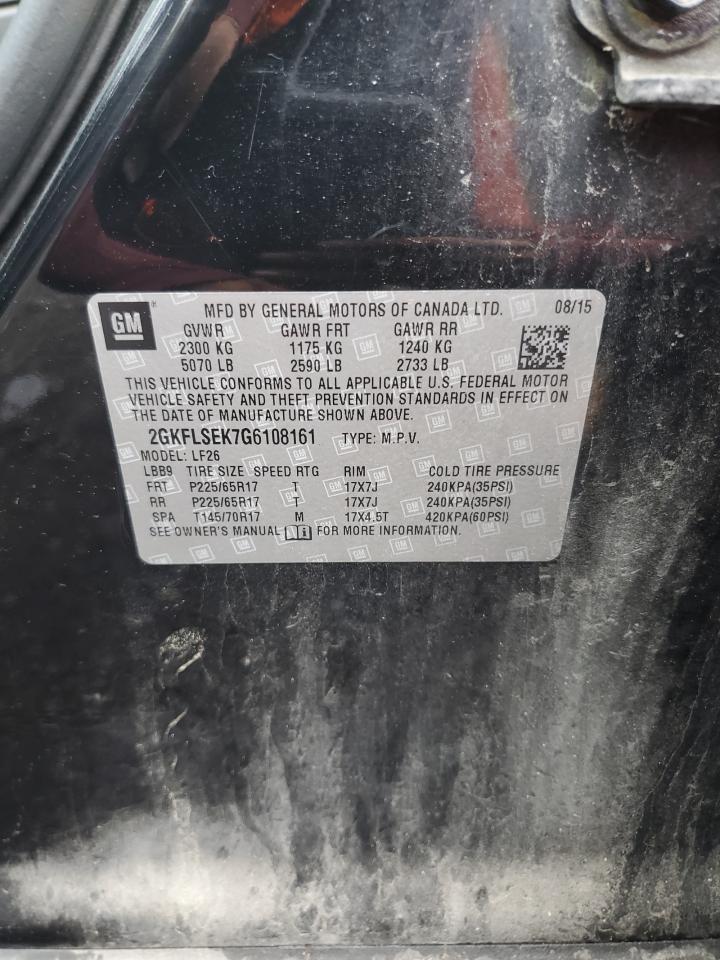 GM MFD BY GENERAL MOTORS OF CANADA LTD. 08/15
GVWR GAWR FRT GAWR RR
2300 KG 1175 KG 1240 KG
5070 LB 2590 LB 2733 LB
THIS VEHICLE CONFORMS TO ALL APPLICABLE U.S. FEDERAL MOTOR
VEHICLE SAFETY AND THEFT PREVENTION STANDARDS IN EFFECT ON
THE DATE OF MANUFACTURE SHOWN ABOVE.
2GKFLSEK7G6108161 TYPE: M.P.V.
MODEL: LF26
LBB9 TIRE SIZE SPEED RTG RIM COLD TIRE PRESSURE
FRT P225/65R17 T 17X7J 240KPA(35PSI)
RR P225/65R17 T 17X7J 240KPA(35PSI)
SPA T145/70R17 M 17X4.5T 420KPA(60PSI)
SEE OWNER'S MANUAL FOR MORE INFORMATION.